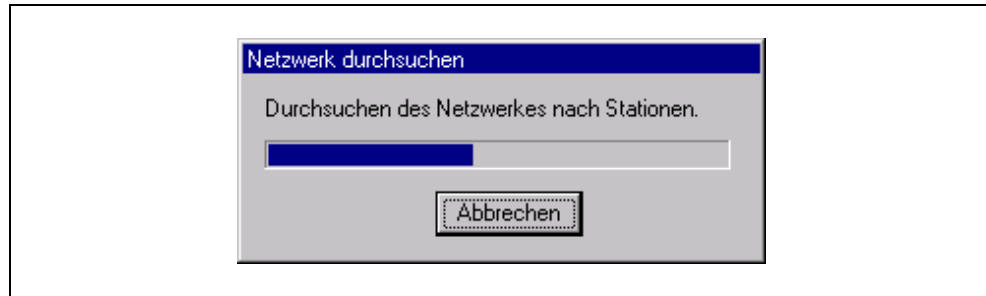 Netzwerk durchsuchen
Durchsuchen des Netzwerkes nach Stationen.
Abbrechen